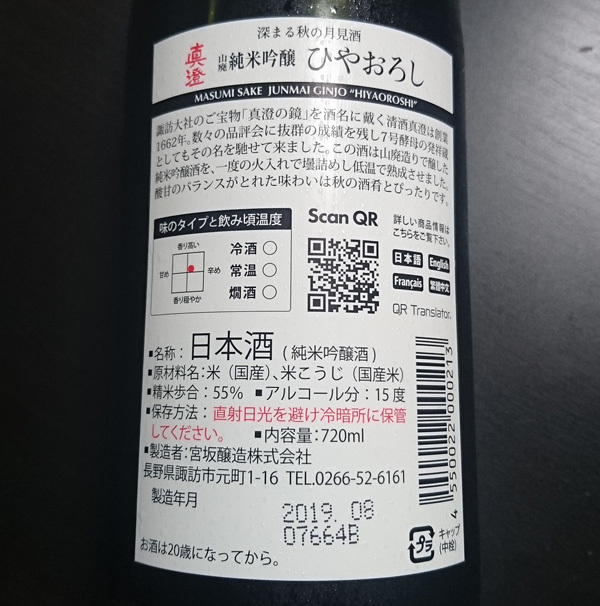 深まる秋の月見酒
真澄 山廃 純米吟醸 ひやおろし
MASUMI SAKE JUNMAI GINJO "HIYAOROSHI"
諏訪大社のご宝物「真澄の鏡」を酒名に戴く清酒真澄は創業
1662年。数々の品評会に抜群の成績を残し7号酵母の発祥蔵
としてもその名を馳せて来ました。この酒は山廃造りで醸した
純米吟醸酒を、一度の火入れで壜詰めし低温で熟成させました。
酸甘のバランスがとれた味わいは秋の酒肴とぴったりです。
味のタイプと飲み頃温度
香り高い
甘め
辛め
香り穏やか
冷酒 ○
常温 ○
燗酒 ○
Scan QR
詳しい商品情報は
こちらをご覧下さい。
日本語 English
Français 繁體中文
QR Translator.
■名称:日本酒(純米吟醸酒)
■原材料名:米(国産)、米こうじ(国産米)
■精米歩合:55% ■アルコール分:15度
■保存方法:直射日光を避け冷暗所に保管
してください。 ■内容量:720ml
■製造者:宮坂醸造株式会社
長野県諏訪市元町1-16 TEL.0266-52-6161
製造年月
2019. 08
07664B
お酒は20歳になってから。
4 550022 000213
プラ
キャップ
(中栓)